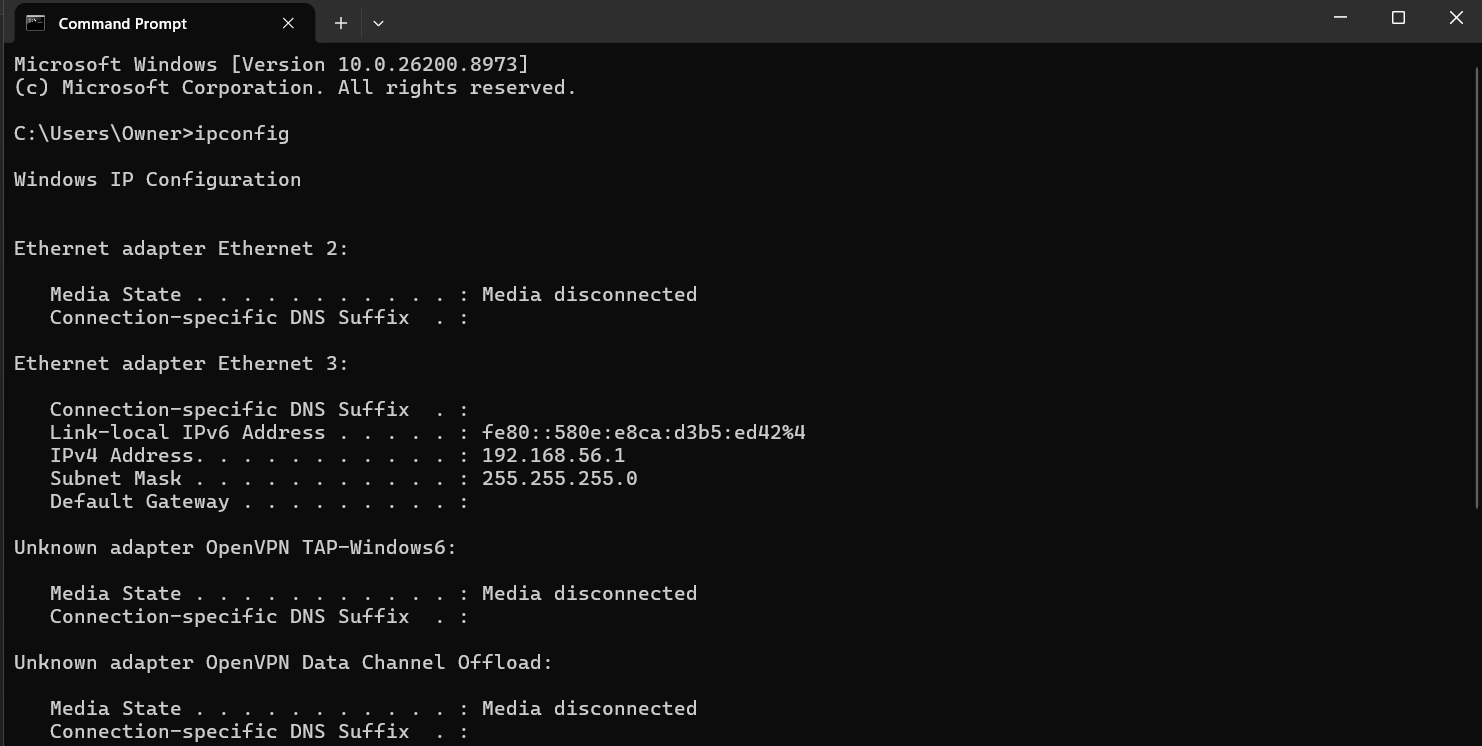 Command Prompt
Microsoft Windows [Version 10.0.26200.8973]
(c) Microsoft Corporation. All rights reserved.
C:\Users\Owner>ipconfig
Windows IP Configuration
Ethernet adapter Ethernet 2:
Media State . . . . . . . . . . . : Media disconnected
Connection-specific DNS Suffix  . :
Ethernet adapter Ethernet 3:
Connection-specific DNS Suffix  . :
Link-local IPv6 Address . . . . . : fe80::580e:e8ca:d3b5:ed42%4
IPv4 Address. . . . . . . . . . . : 192.168.56.1
Subnet Mask . . . . . . . . . . . : 255.255.255.0
Default Gateway . . . . . . . . . :
Unknown adapter OpenVPN TAP-Windows6:
Media State . . . . . . . . . . . : Media disconnected
Connection-specific DNS Suffix  . :
Unknown adapter OpenVPN Data Channel Offload:
Media State . . . . . . . . . . . : Media disconnected
Connection-specific DNS Suffix  . :